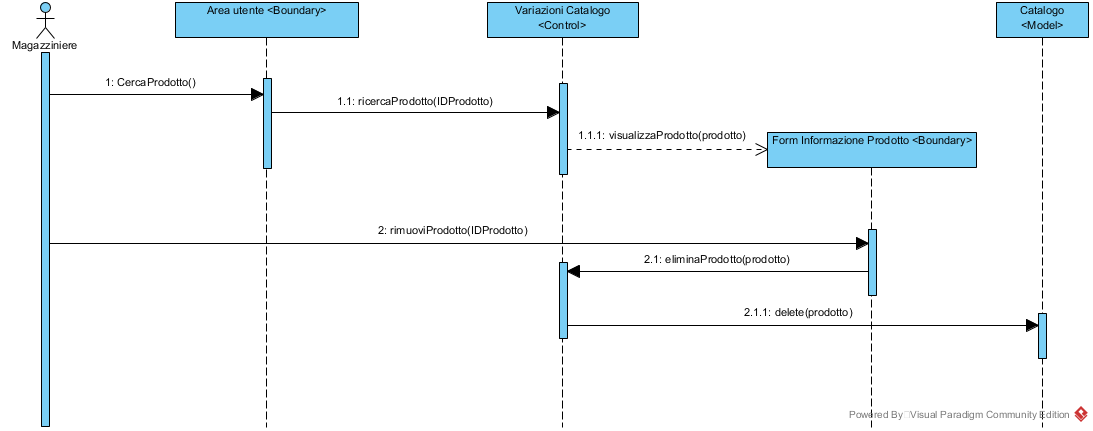 Magazziniere
Area utente <Boundary>
Variazioni Catalogo
<Control>
Catalogo
<Model>
1: CercaProdotto()
1.1: ricercaProdotto(IDProdotto)
1.1.1: visualizzaProdotto(prodotto)
Form Informazione Prodotto <Boundary>
2: rimuoviProdotto(IDProdotto)
2.1: eliminaProdotto(prodotto)
2.1.1: delete(prodotto)
Powered By Visual Paradigm Community Edition